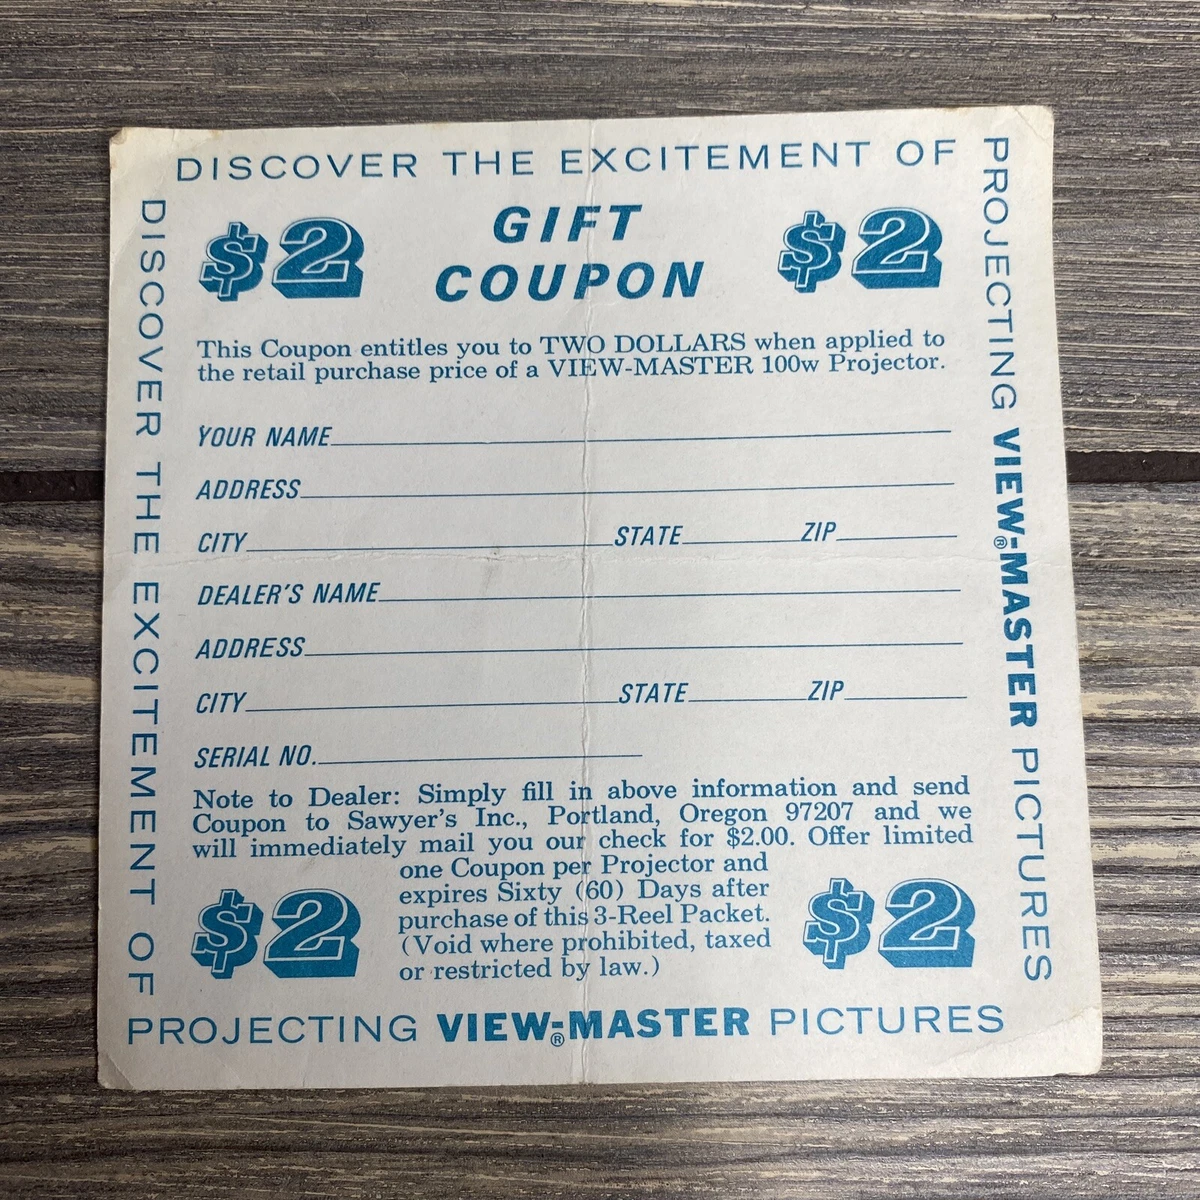 DISCOVER THE EXCITEMENT OF
PROJECTING VIEW-MASTER® PICTURES
$2 GIFT $2
COUPON
This Coupon entitles you to TWO DOLLARS when applied to
the retail purchase price of a VIEW-MASTER 100w Projector.
YOUR NAME
ADDRESS
CITY STATE ZIP
DEALER'S NAME
ADDRESS
CITY STATE ZIP
SERIAL NO.
Note to Dealer: Simply fill in above information and send
Coupon to Sawyer's Inc., Portland, Oregon 97207 and we
will immediately mail you our check for $2.00. Offer limited
one Coupon per Projector and
expires Sixty (60) Days after
purchase of this 3-Reel Packet.
(Void where prohibited, taxed
or restricted by law.)
$2 $2
DISCOVER THE EXCITEMENT OF
PROJECTING VIEW-MASTER® PICTURES